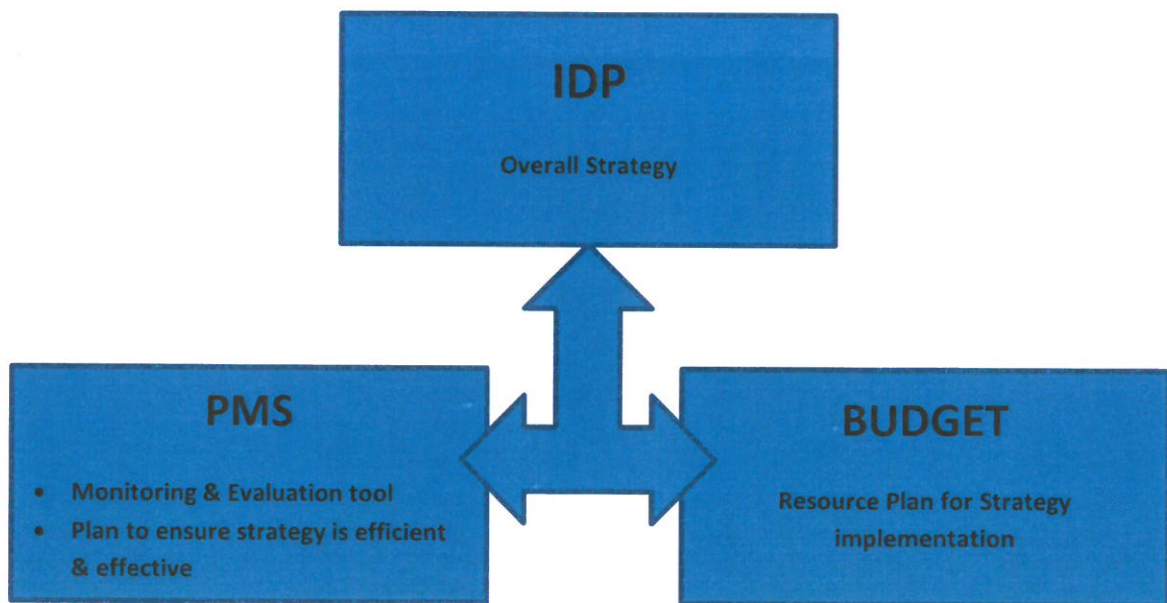 IDP
Overall Strategy
PMS
• Monitoring & Evaluation tool
• Plan to ensure strategy is efficient
& effective
BUDGET
Resource Plan for Strategy
implementation